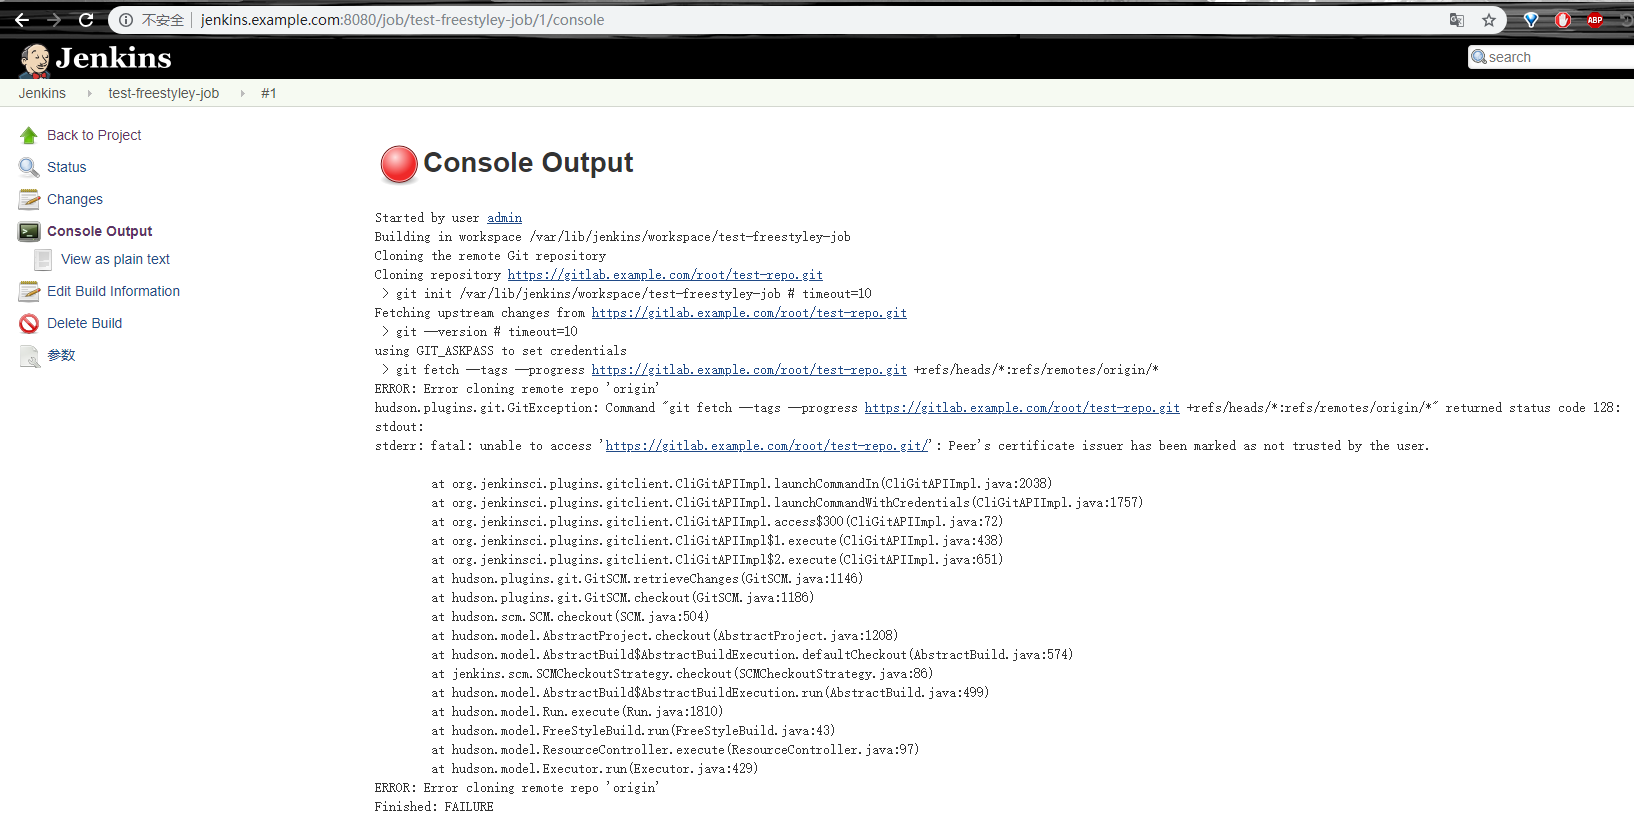 不安全 jenkins.example.com:8080/job/test-freestyley-job/1/console
ABP
Jenkins
search
Jenkins test-freestyley-job #1
Back to Project
Status
Changes
Console Output
View as plain text
Edit Build Information
Delete Build
参数
Console Output
Started by user admin
Building in workspace /var/lib/jenkins/workspace/test-freestyley-job
Cloning the remote Git repository
Cloning repository https://gitlab.example.com/root/test-repo.git
> git init /var/lib/jenkins/workspace/test-freestyley-job # timeout=10
Fetching upstream changes from https://gitlab.example.com/root/test-repo.git
> git --version # timeout=10
using GIT_ASKPASS to set credentials
> git fetch --tags --progress https://gitlab.example.com/root/test-repo.git +refs/heads/*:refs/remotes/origin/*
ERROR: Error cloning remote repo 'origin'
hudson.plugins.git.GitException: Command "git fetch --tags --progress https://gitlab.example.com/root/test-repo.git +refs/heads/*:refs/remotes/origin/*" returned status code 128:
stdout:
stderr: fatal: unable to access 'https://gitlab.example.com/root/test-repo.git/': Peer's certificate issuer has been marked as not trusted by the user.
at org.jenkinsci.plugins.gitclient.CliGitAPIImpl.launchCommandIn(CliGitAPIImpl.java:2038)
at org.jenkinsci.plugins.gitclient.CliGitAPIImpl.launchCommandWithCredentials(CliGitAPIImpl.java:1757)
at org.jenkinsci.plugins.gitclient.CliGitAPIImpl.access$300(CliGitAPIImpl.java:72)
at org.jenkinsci.plugins.gitclient.CliGitAPIImpl$1.execute(CliGitAPIImpl.java:438)
at org.jenkinsci.plugins.gitclient.CliGitAPIImpl$2.execute(CliGitAPIImpl.java:651)
at hudson.plugins.git.GitSCM.retrieveChanges(GitSCM.java:1146)
at hudson.plugins.git.GitSCM.checkout(GitSCM.java:1186)
at hudson.scm.SCM.checkout(SCM.java:504)
at hudson.model.AbstractProject.checkout(AbstractProject.java:1208)
at hudson.model.AbstractBuild$AbstractBuildExecution.defaultCheckout(AbstractBuild.java:574)
at jenkins.scm.SCMCheckoutStrategy.checkout(SCMCheckoutStrategy.java:86)
at hudson.model.AbstractBuild$AbstractBuildExecution.run(AbstractBuild.java:499)
at hudson.model.Run.execute(Run.java:1810)
at hudson.model.FreeStyleBuild.run(FreeStyleBuild.java:43)
at hudson.model.ResourceController.execute(ResourceController.java:97)
at hudson.model.Executor.run(Executor.java:429)
ERROR: Error cloning remote repo 'origin'
Finished: FAILURE